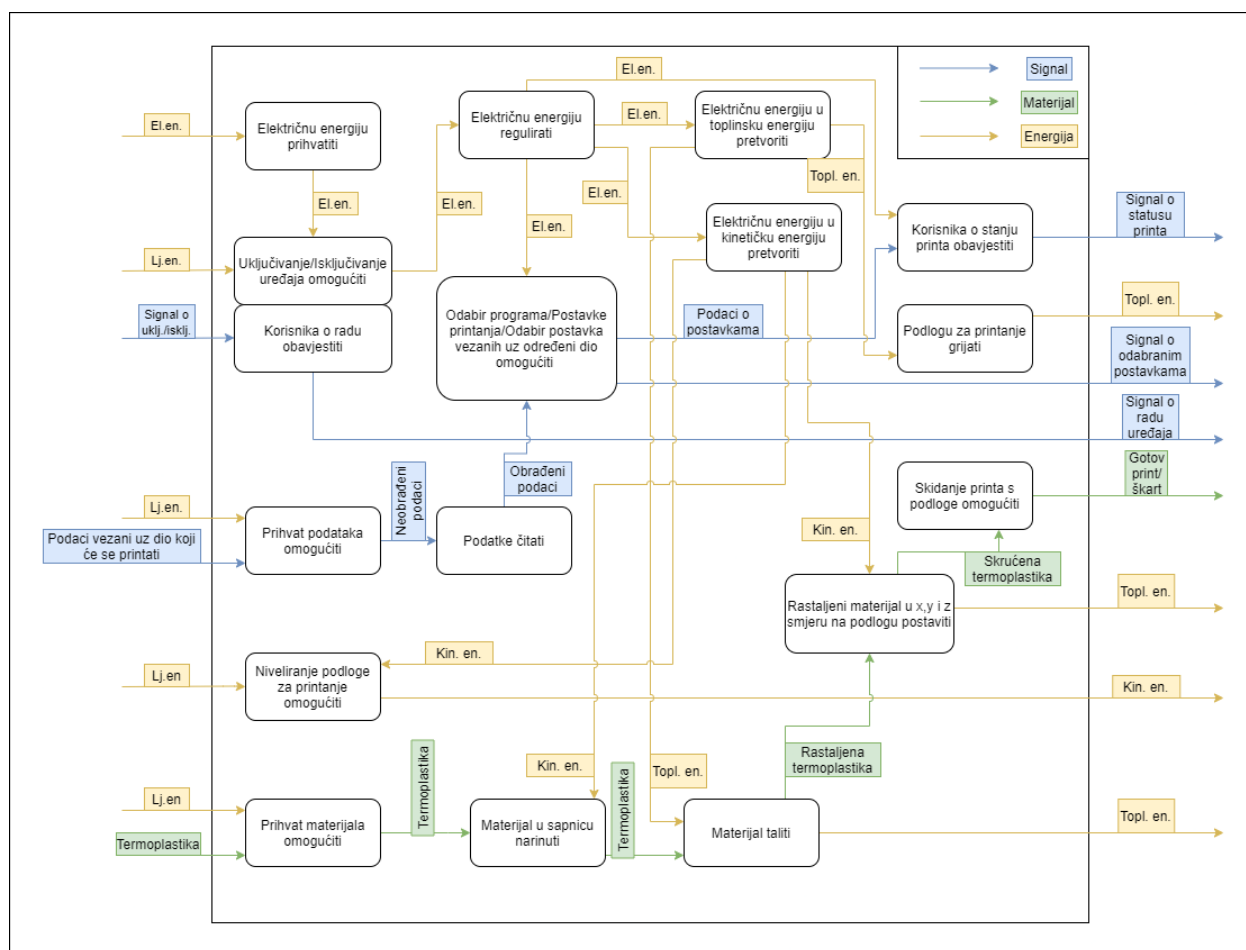 El.en.
Signal
Materijal
Energija
El.en.
Električnu energiju
prihvatiti
Električnu energiju
regulirati
El.en.
Električnu energiju u
toplinsku energiju
pretvoriti
Topl. en.
El.en.
El.en.
El.en.
El.en.
Električnu energiju u
kinetičku energiju
pretvoriti
Korisnika o stanju
printa obavjestiti
Signal o
statusu
printa
Lj.en.
Uključivanje/Isključivanje
uređaja omogućiti
Signal o
uklj./isklj.
Korisnika o radu
obavjestiti
Odabir programa/Postavke
printanja/Odabir postavka
vezanih uz određeni dio
omogućiti
Podaci o
postavkama
Podlogu za printanje
grijati
Topl. en.
Signal o
odabranim
postavkama
Signal o
radu
uređaja
Gotov
print/
škart
Neobrađeni
podaci
Obrađeni
podaci
Skidanje printa s
podloge omogućiti
Lj.en.
Podaci vezani uz dio koji
će se printati
Prihvat podataka
omogućiti
Podatke čitati
Kin. en.
Skrućena
termoplastika
Rastaljeni materijal u x,y i z
smjeru na podlogu postaviti
Topl. en.
Lj.en
Niveliranje podloge
za printanje
omogućiti
Kin. en.
Kin. en.
Termoplastika
Kin. en.
Termoplastika
Topl. en.
Rastaljena
termoplastika
Lj.en
Termoplastika
Prihvat materijala
omogućiti
Materijal u sapnicu
narinuti
Materijal taliti
Topl. en.